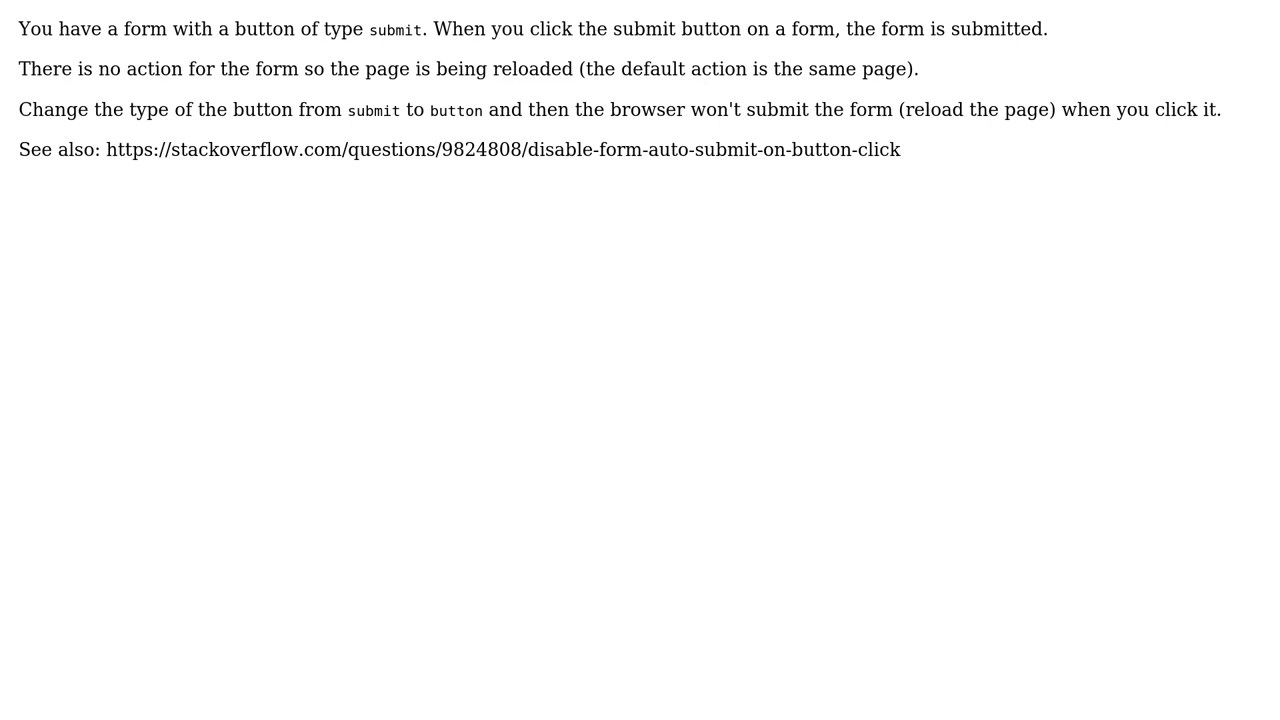 You have a form with a button of type submit. When you click the submit button on a form, the form is submitted.
There is no action for the form so the page is being reloaded (the default action is the same page).
Change the type of the button from submit to button and then the browser won't submit the form (reload the page) when you click it.
See also: https://stackoverflow.com/questions/9824808/disable-form-auto-submit-on-button-click